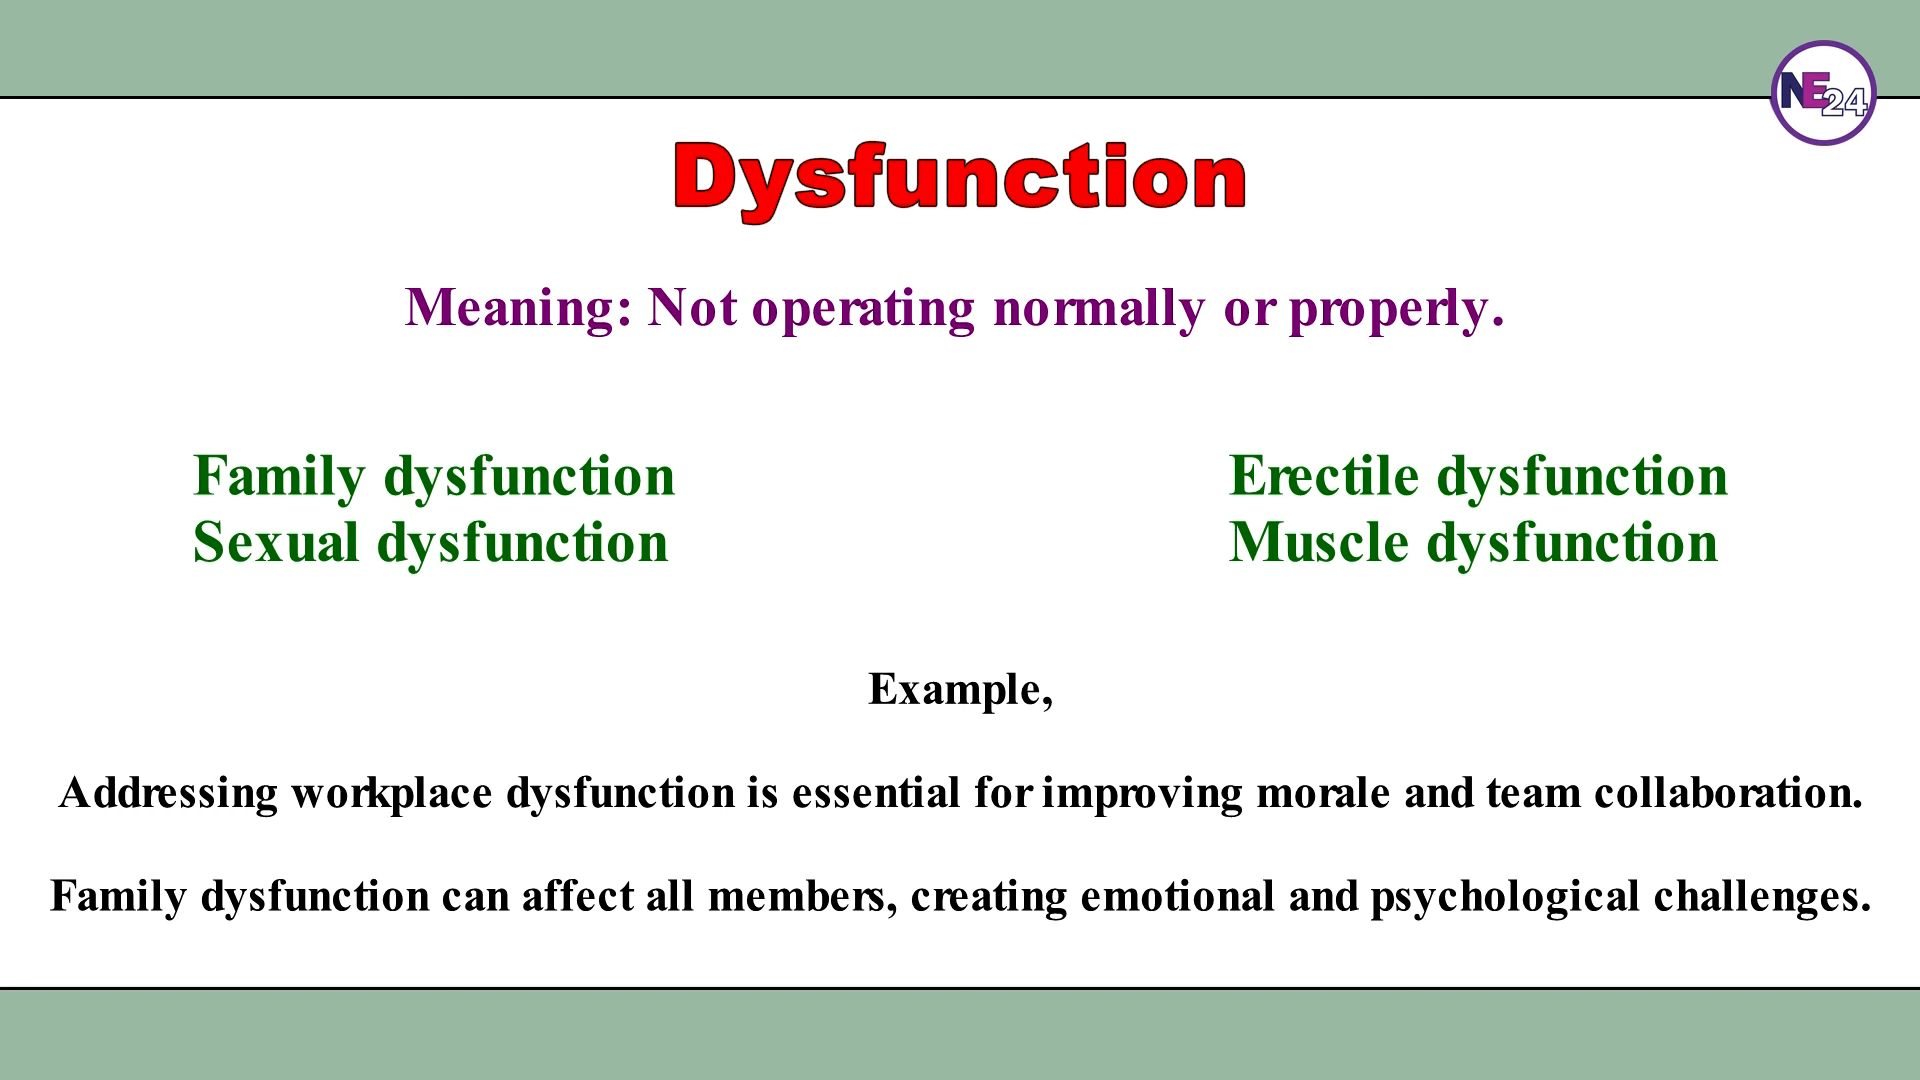 NE24
Dysfunction
Meaning: Not operating normally or properly.
Family dysfunction
Sexual dysfunction
Erectile dysfunction
Muscle dysfunction
Example,
Addressing workplace dysfunction is essential for improving morale and team collaboration.
Family dysfunction can affect all members, creating emotional and psychological challenges.